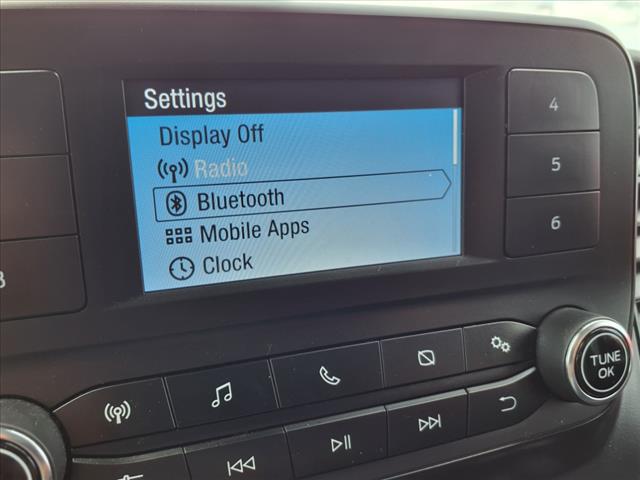 Settings
Display Off
Radio
Bluetooth
Mobile Apps
Clock
4
5
6
TUNE
OK